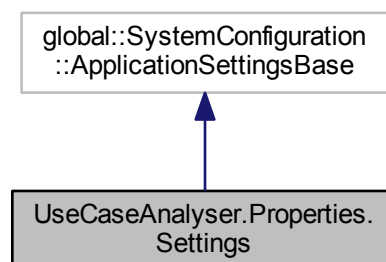 global::SystemConfiguration
::ApplicationSettingsBase
UseCaseAnalyser.Properties.
Settings